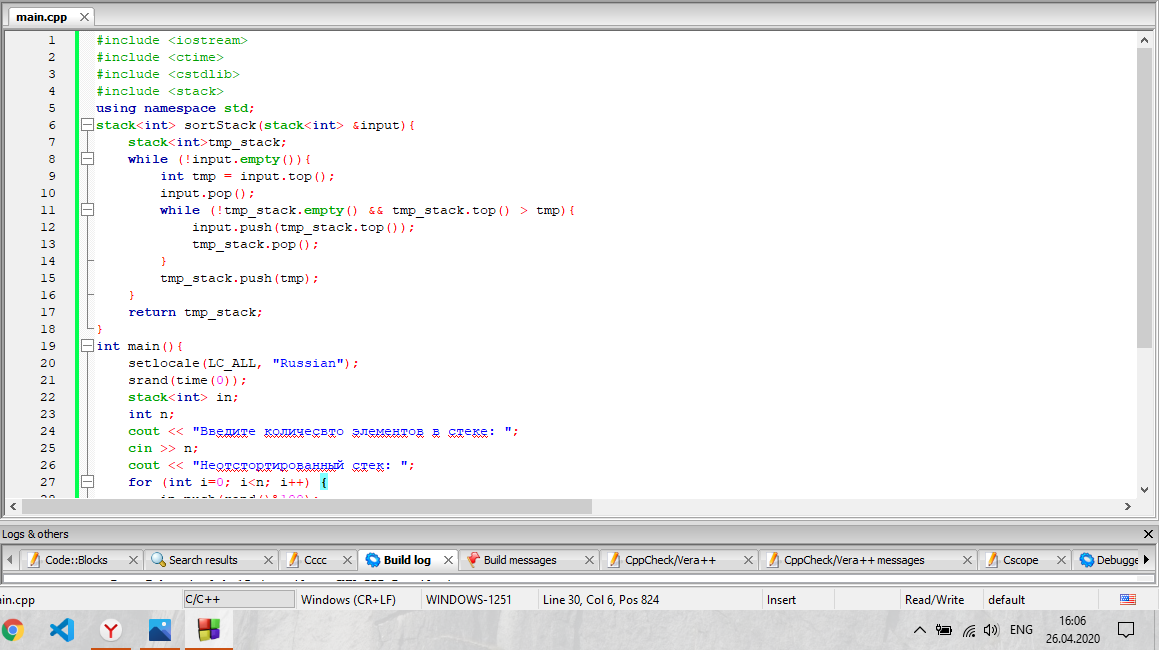 main.cpp
1 #include <iostream>
2 #include <ctime>
3 #include <cstdlib>
4 #include <stack>
5 using namespace std;
6 stack<int> sortStack(stack<int> &input){
7 stack<int>tmp_stack;
8 while (!input.empty()){
9 int tmp = input.top();
10 input.pop();
11 while (!tmp_stack.empty() && tmp_stack.top() > tmp){
12 input.push(tmp_stack.top());
13 tmp_stack.pop();
14 }
15 tmp_stack.push(tmp);
16 }
17 return tmp_stack;
18 }
19 int main(){
20 setlocale(LC_ALL, "Russian");
21 srand(time(0));
22 stack<int> in;
23 int n;
24 cout << "Введите количесвто элементов в стеке: ";
25 cin >> n;
26 cout << "Неотстортированный стек: ";
27 for (int i=0; i<n; i++) {
Logs & others
Code::Blocks Search results Cccc Build log Build messages CppCheck/Vera++ CppCheck/Vera++ messages Cscope Debugge
in.cpp C/C++ Windows (CR+LF) WINDOWS-1251 Line 30, Col 6, Pos 824 Insert Read/Write default
ENG 16:06
26.04.2020